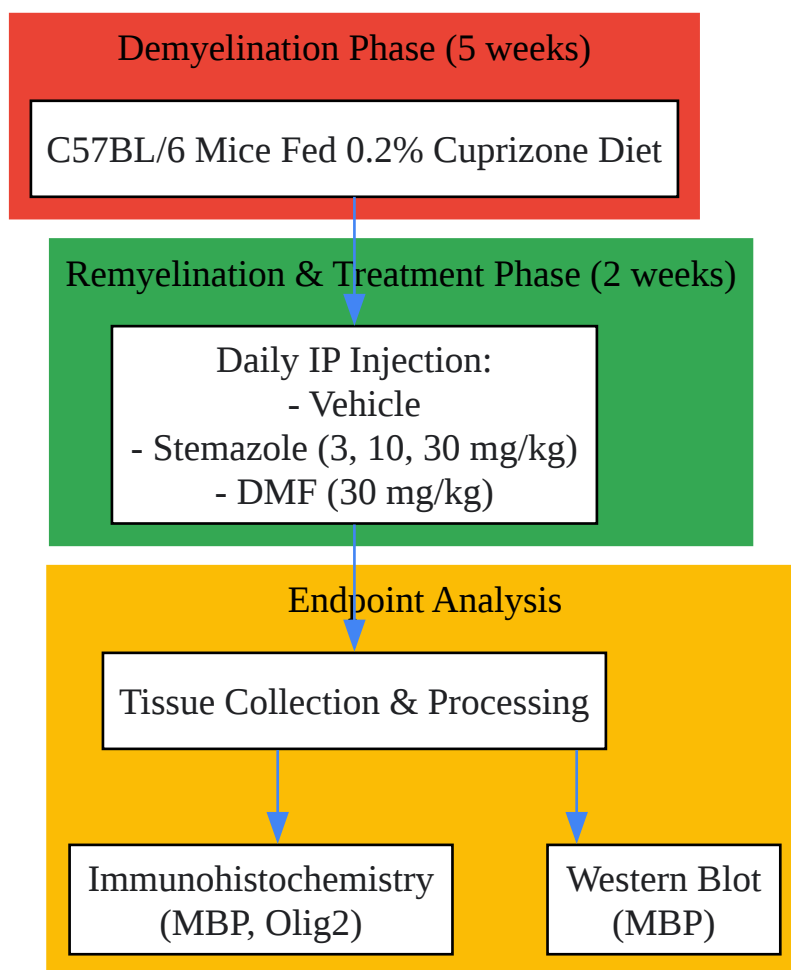 Demyelination Phase (5 weeks)
C57BL/6 Mice Fed 0.2% Cuprizone Diet
Remyelination & Treatment Phase (2 weeks)
Daily IP Injection:
- Vehicle
- Stemazole (3, 10, 30 mg/kg)
- DMF (30 mg/kg)
Endpoint Analysis
Tissue Collection & Processing
Immunohistochemistry
(MBP, Olig2)
Western Blot
(MBP)